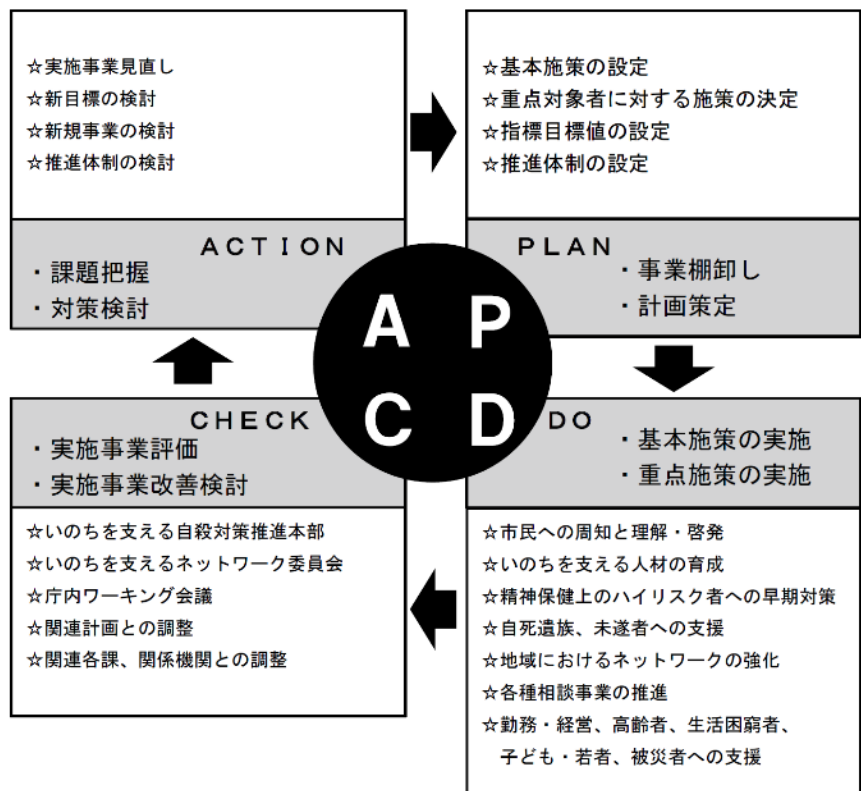 ☆実施事業見直し
☆新目標の検討
☆新規事業の検討
☆推進体制の検討
ACTION
・課題把握
・対策検討
☆基本施策の設定
☆重点対象者に対する施策の決定
☆指標目標値の設定
☆推進体制の設定
PLAN
・事業棚卸し
・計画策定
A P
C D
CHECK
・実施事業評価
・実施事業改善検討
☆いのちを支える自殺対策推進本部
☆いのちを支えるネットワーク委員会
☆庁内ワーキング会議
☆関連計画との調整
☆関連各課、関係機関との調整
DO
・基本施策の実施
・重点施策の実施
☆市民への周知と理解・啓発
☆いのちを支える人材の育成
☆精神保健上のハイリスク者への早期対策
☆自死遺族、未遂者への支援
☆地域におけるネットワークの強化
☆各種相談事業の推進
☆勤務・経営、高齢者、生活困窮者、
子ども・若者、被災者への支援